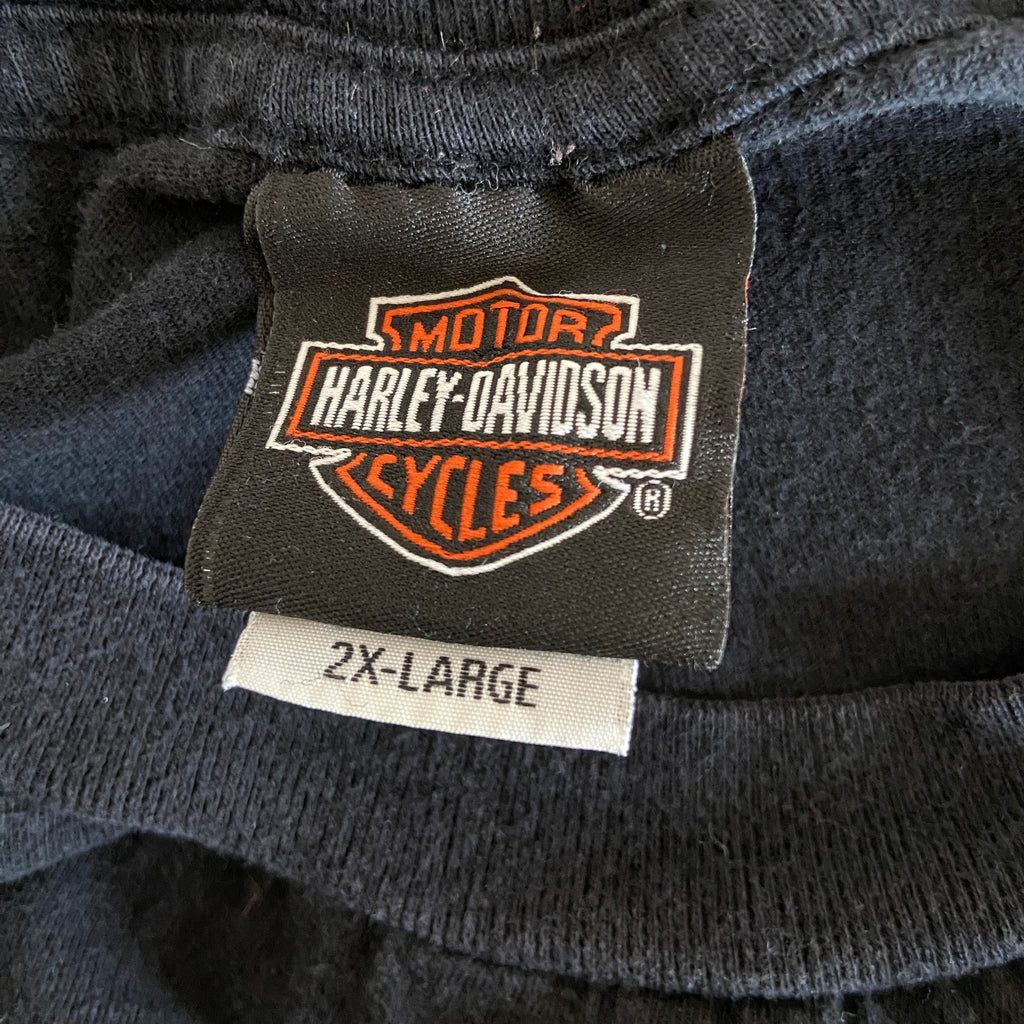 MOTOR
HARLEY-DAVIDSON
CYCLES
®
2X-LARGE